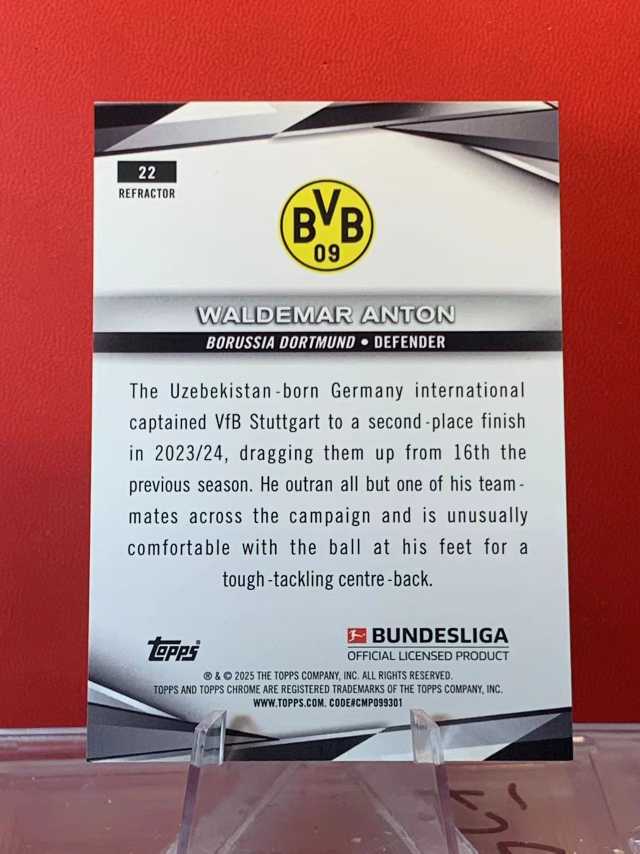 22
REFRACTOR
BVB
09
WALDEMAR ANTON
BORUSSIA DORTMUND • DEFENDER
The Uzebekistan-born Germany international
captained VfB Stuttgart to a second-place finish
in 2023/24, dragging them up from 16th the
previous season. He outran all but one of his team-
mates across the campaign and is unusually
comfortable with the ball at his feet for a
tough-tackling centre-back.
topps®
BUNDESLIGA
OFFICIAL LICENSED PRODUCT
® & © 2025 THE TOPPS COMPANY, INC. ALL RIGHTS RESERVED.
TOPPS AND TOPPS CHROME ARE REGISTERED TRADEMARKS OF THE TOPPS COMPANY, INC.
WWW.TOPPS.COM. CODE#CMP099301